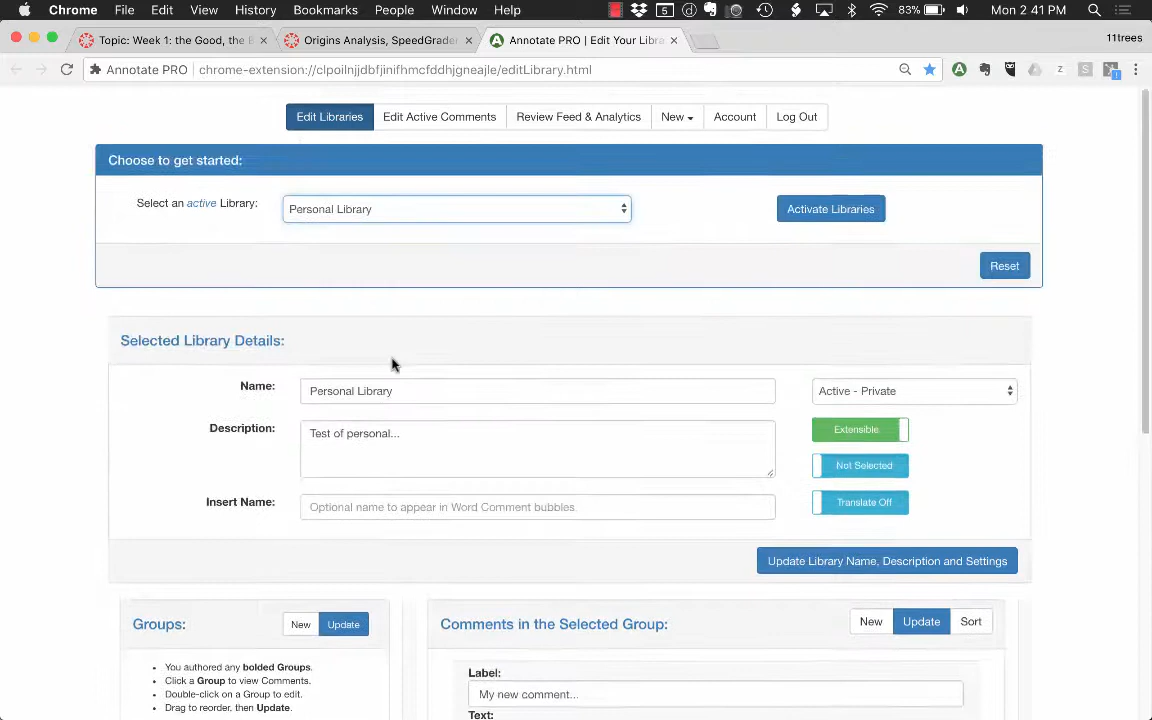 Chrome File Edit View History Bookmarks People Window Help 83% Mon 2:41 PM
Topic: Week 1: the Good, the B × Origins Analysis, SpeedGrader × Annotate PRO | Edit Your Libra × 11trees
Annotate PRO chrome-extension://clpoilnjjdbfjinifhmcfddhjgneajle/editLibrary.html
Edit Libraries Edit Active Comments Review Feed & Analytics New Account Log Out
Choose to get started:
Select an active Library: Personal Library Activate Libraries
Reset
Selected Library Details:
Name: Personal Library Active - Private
Description: Test of personal... Extensible
Not Selected
Insert Name: Optional name to appear in Word Comment bubbles. Translate Off
Update Library Name, Description and Settings
Groups: New Update
Comments in the Selected Group: New Update Sort
• You authored any bolded Groups.
• Click a Group to view Comments.
• Double-click on a Group to edit.
• Drag to reorder, then Update.
Label:
My new comment...
Text: